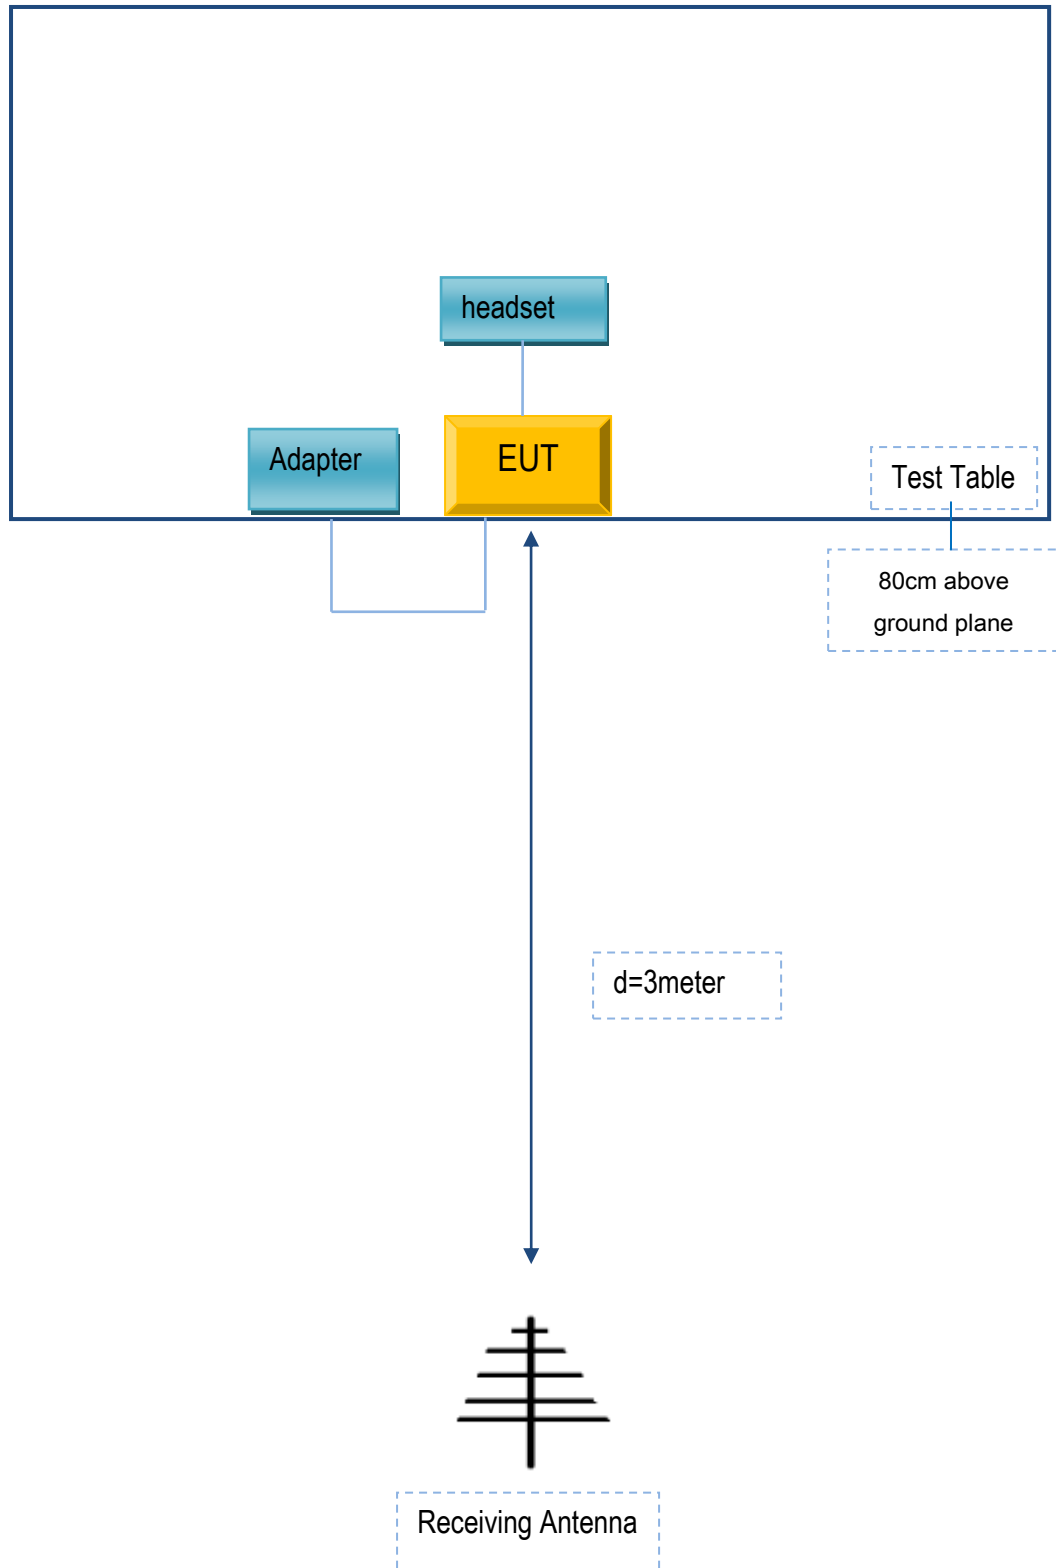 headset
Adapter
EUT
Test Table
80cm above
ground plane
d=3meter
Receiving Antenna